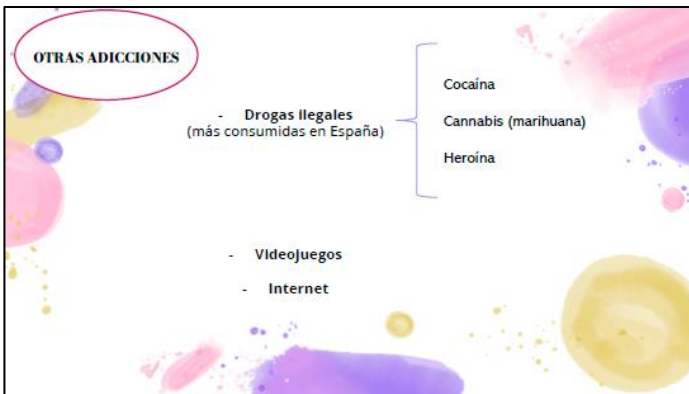 OTRAS ADICCIONES
- Drogas ilegales
(más consumidas en España)
Cocaína
Cannabis (marihuana)
Heroína
- Videojuegos
- Internet